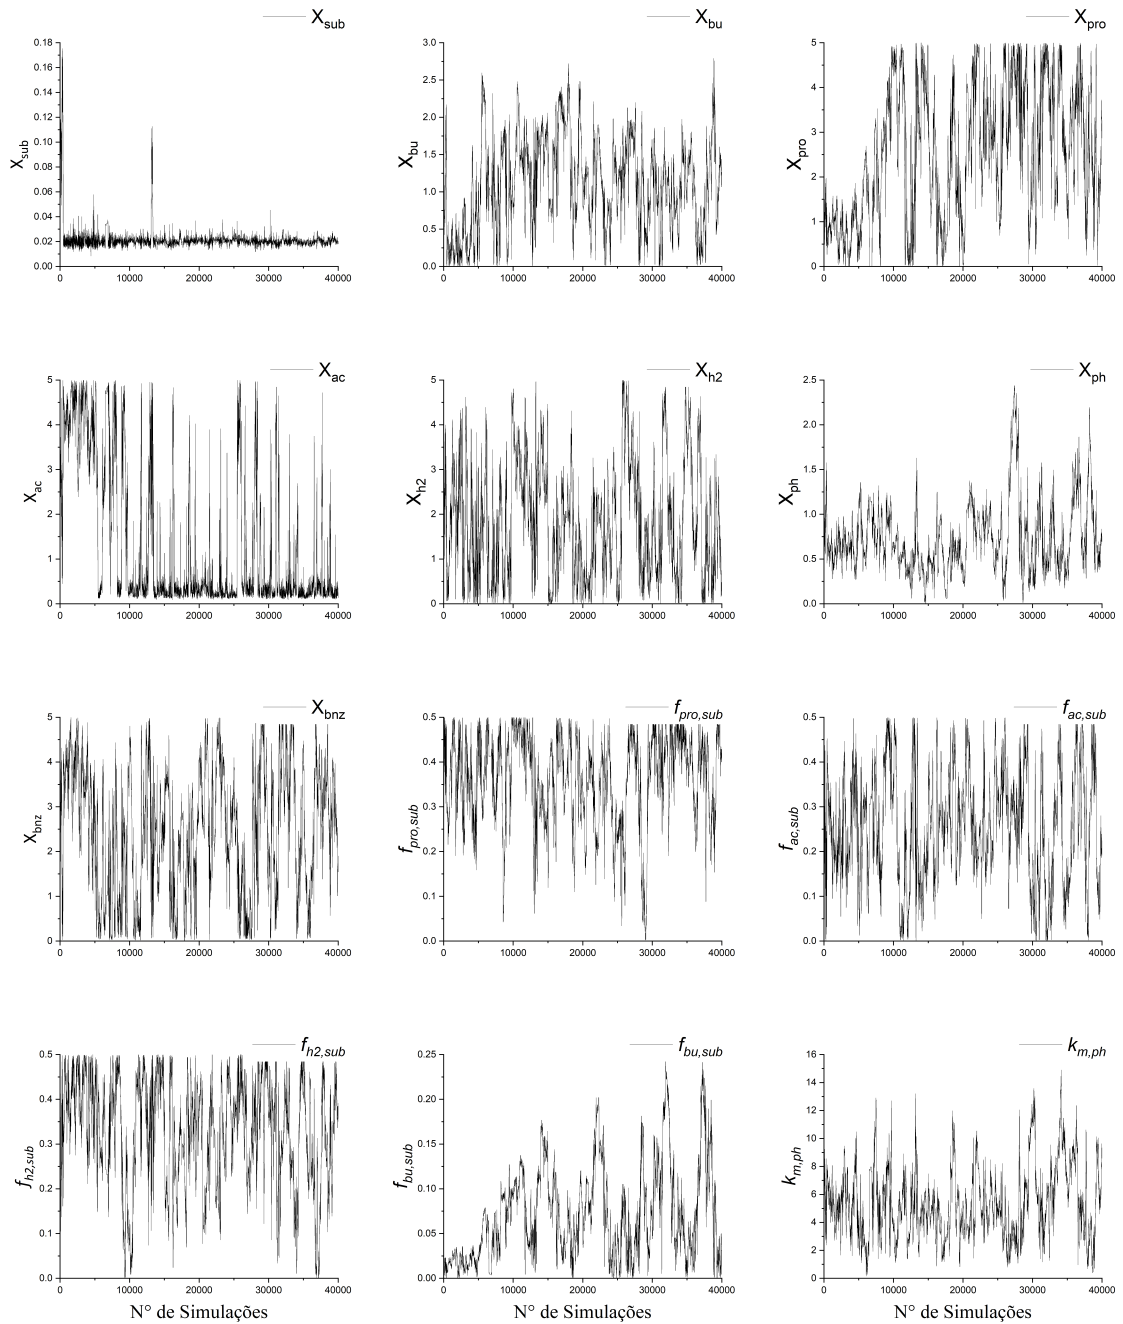 X_sub X_bu X_pro
0.18 3.0 5
0.16 2.5 4
0.14
0.12 2.0 3
X_sub 0.10 X_bu 1.5 X_pro
0.08 2
0.06 1.0
0.04 0.5 1
0.02
0.00 0.0 0
0 10000 20000 30000 40000 0 10000 20000 30000 40000 0 10000 20000 30000 40000
X_ac X_h2 X_ph
5 5 2.5
4 4 2.0
3 3 1.5
X_ac X_h2 X_ph
2 2 1.0
1 1 0.5
0 0 0.0
0 10000 20000 30000 40000 0 10000 20000 30000 40000 0 10000 20000 30000 40000
X_bnz f_pro,sub f_ac,sub
5 0.5 0.5
4 0.4 0.4
3 0.3 0.3
X_bnz f_pro,sub f_ac,sub
2 0.2 0.2
1 0.1 0.1
0 0.0 0.0
0 10000 20000 30000 40000 0 10000 20000 30000 40000 0 10000 20000 30000 40000
f_h2,sub f_bu,sub k_m,ph
0.5 0.25 16
14
0.4 0.20 12
0.3 0.15 10
f_h2,sub f_bu,sub k_m,ph 8
0.2 0.10 6
0.1 0.05 4
2
0.0 0.00 0
0 10000 20000 30000 40000 0 10000 20000 30000 40000 0 10000 20000 30000 40000
N° de Simulações N° de Simulações N° de Simulações